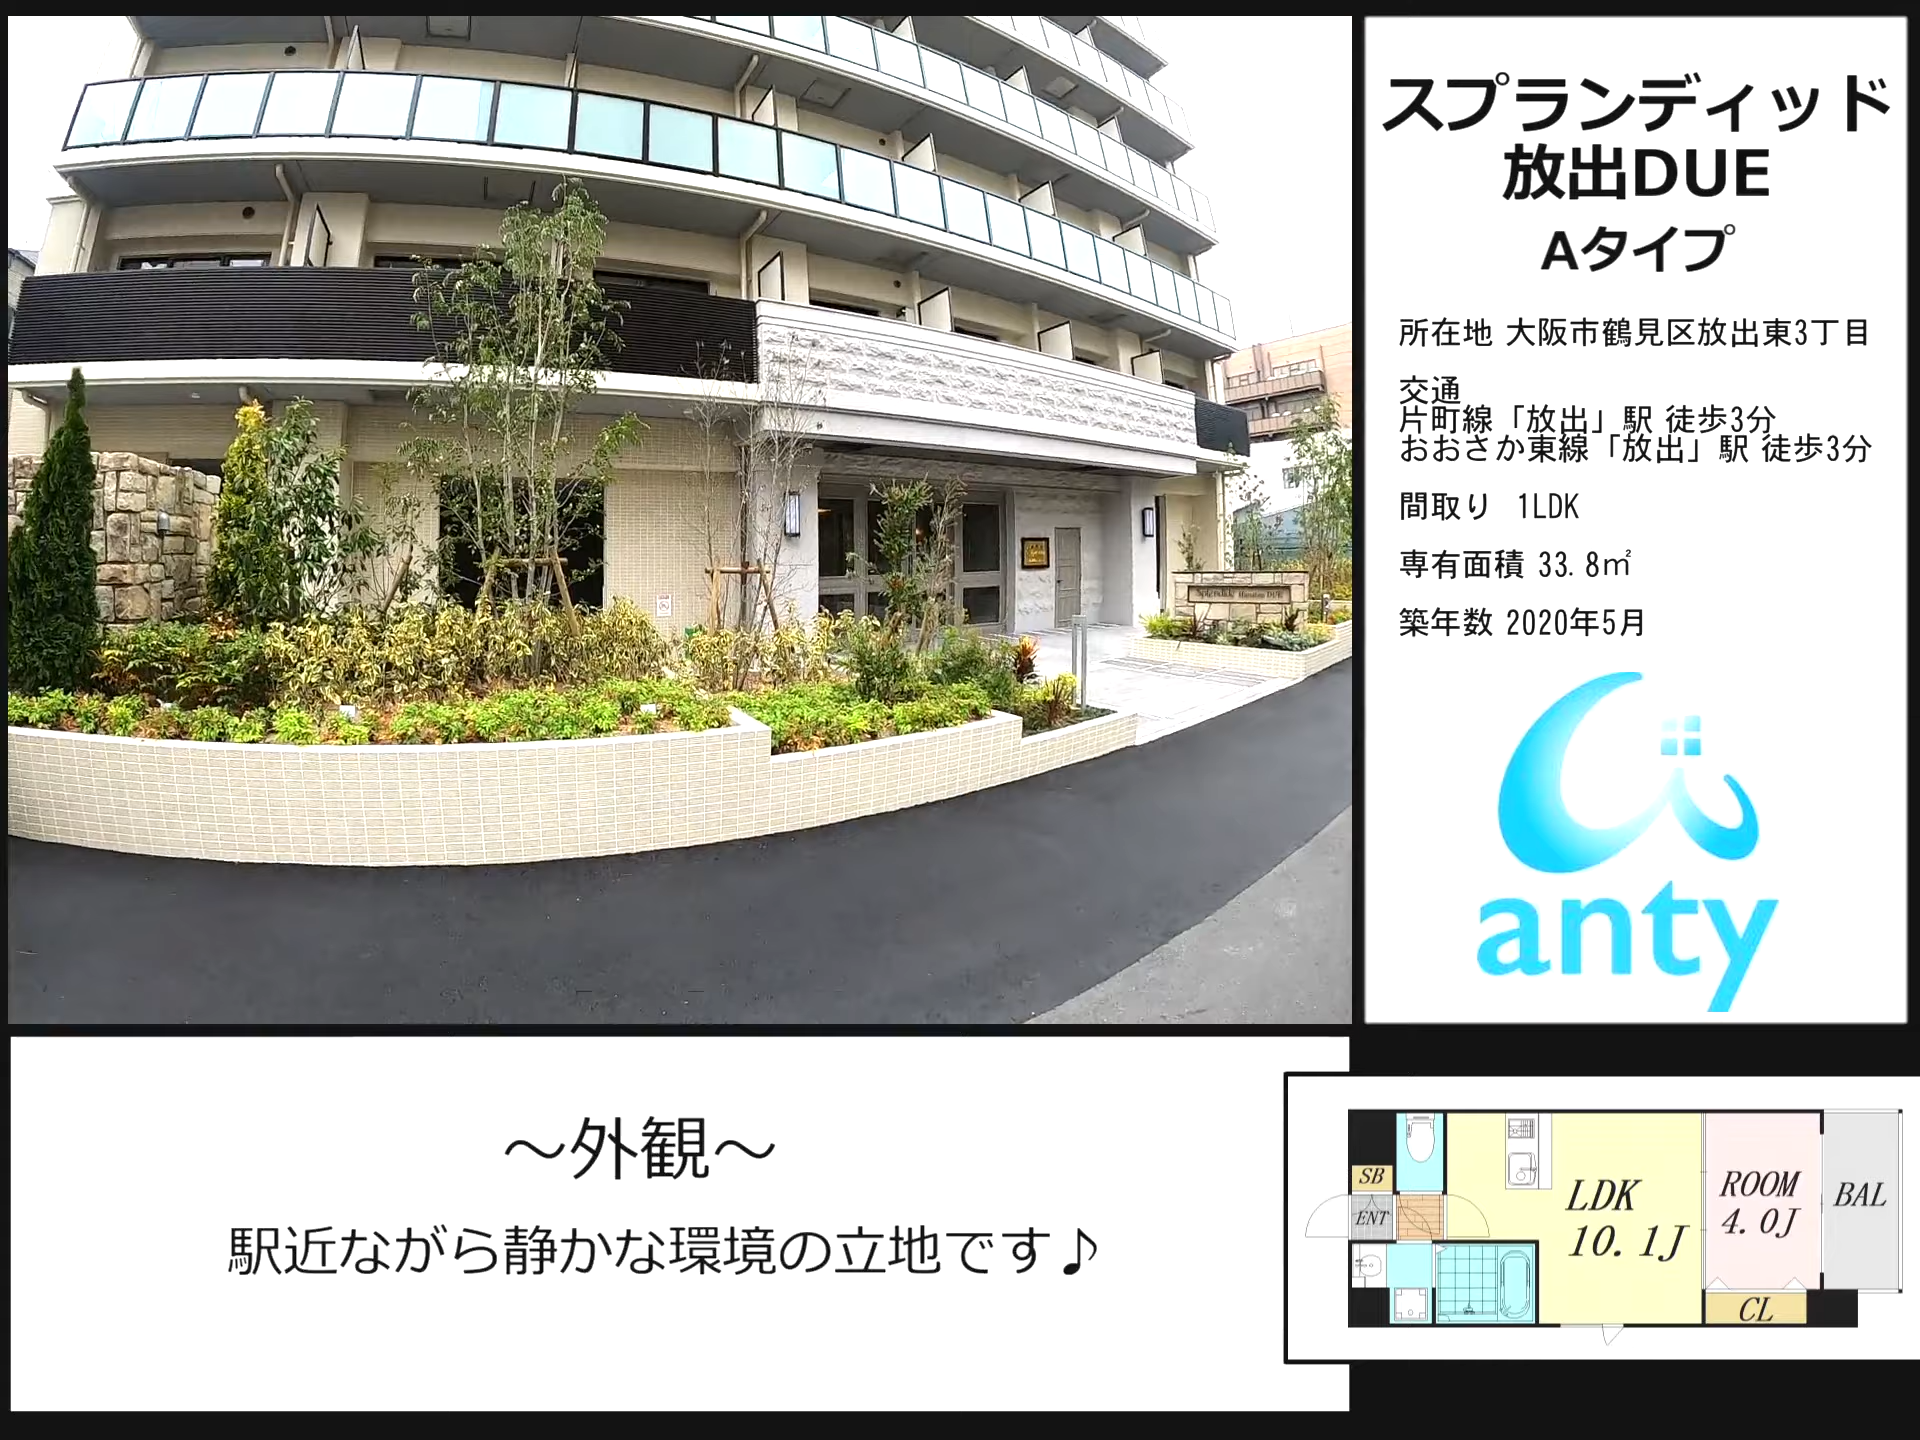 スプランディッド
放出DUE
Aタイプ
所在地 大阪市鶴見区放出東3丁目
交通
片町線「放出」駅 徒歩3分
おおさか東線「放出」駅 徒歩3分
間取り 1LDK
専有面積 33.8㎡
築年数 2020年5月
anty
～外観～
駅近ながら静かな環境の立地です♪
SB
ENT
LDK
10.1J
ROOM
4.0J
BAL
CL